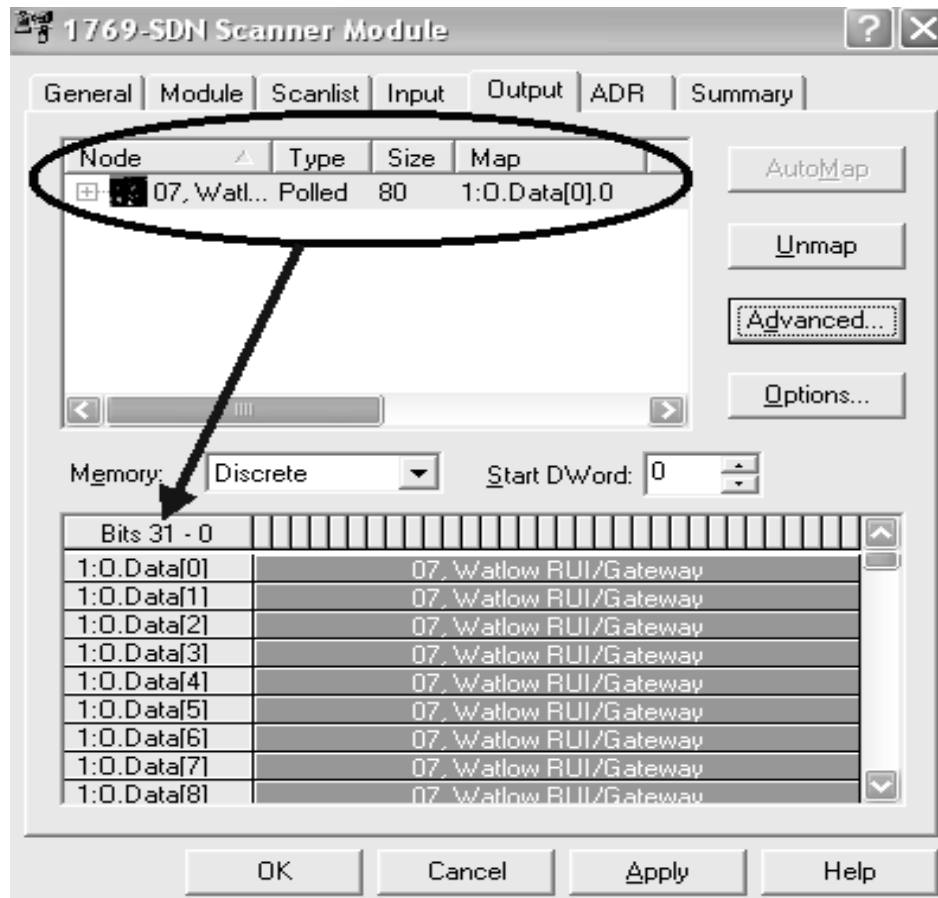 1769-SDN Scanner Module
General Module Scanlist Input Output ADR Summary
Node Type Size Map
07, Watl... Polled 80 1:O.Data[0].0
AutoMap
Unmap
Advanced...
Options...
Memory: Discrete Start DWord: 0
Bits 31 - 0
1:O.Data[0] 07, Watlow RUI/Gateway
1:O.Data[1] 07, Watlow RUI/Gateway
1:O.Data[2] 07, Watlow RUI/Gateway
1:O.Data[3] 07, Watlow RUI/Gateway
1:O.Data[4] 07, Watlow RUI/Gateway
1:O.Data[5] 07, Watlow RUI/Gateway
1:O.Data[6] 07, Watlow RUI/Gateway
1:O.Data[7] 07, Watlow RUI/Gateway
1:O.Data[8] 07, Watlow RUI/Gateway
OK Cancel Apply Help